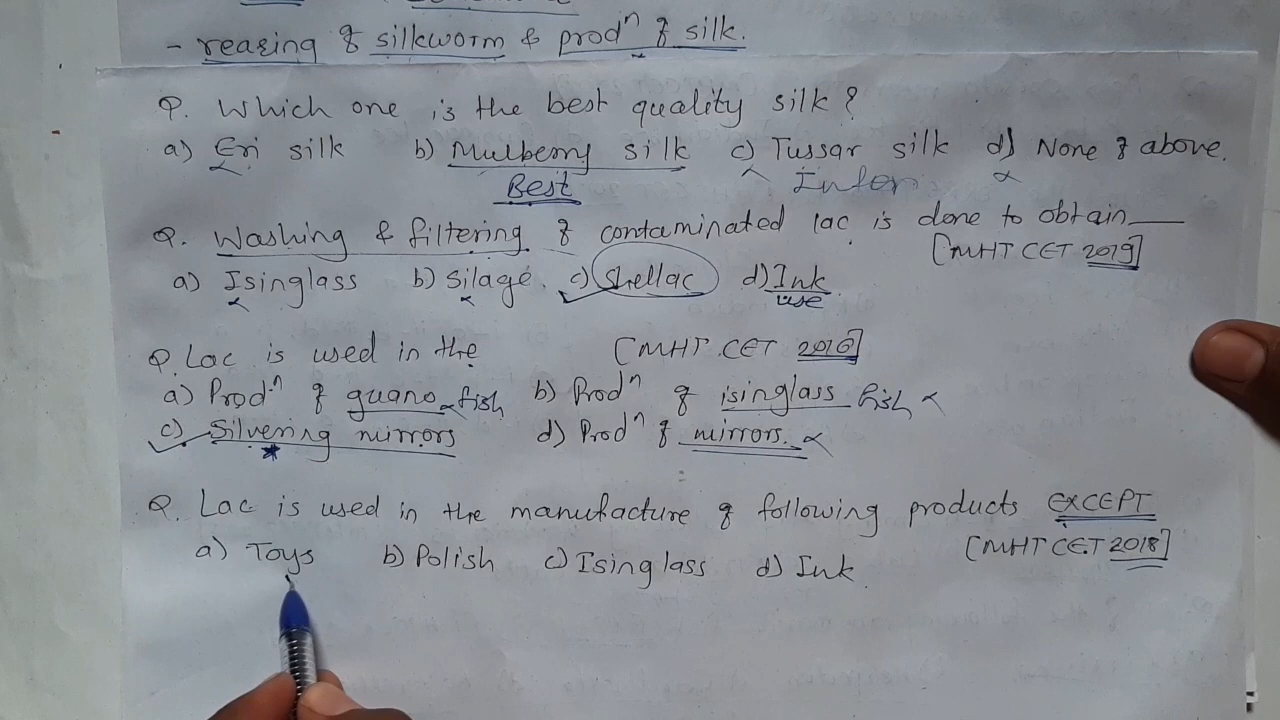 - rearing of silkworm & prodⁿ of silk.
Q. Which one is the best quality silk?
a) Eri silk b) Mulberry silk c) Tussar silk d) None of above.
Best Infer
Q. Washing & filtering of contaminated lac is done to obtain ___
[MHT CET 2019]
a) Isinglass b) Silage. c) Shellac d) Ink
use
Q. Lac is used in the [MHT CET 2016]
a) Prodⁿ of guano fish b) Prodⁿ of isinglass fish
c) Silvering mirrors d) Prodⁿ of mirrors.
Q. Lac is used in the manufacture of following products EXCEPT
[MHT CET 2018]
a) Toys b) Polish c) Isinglass d) Ink